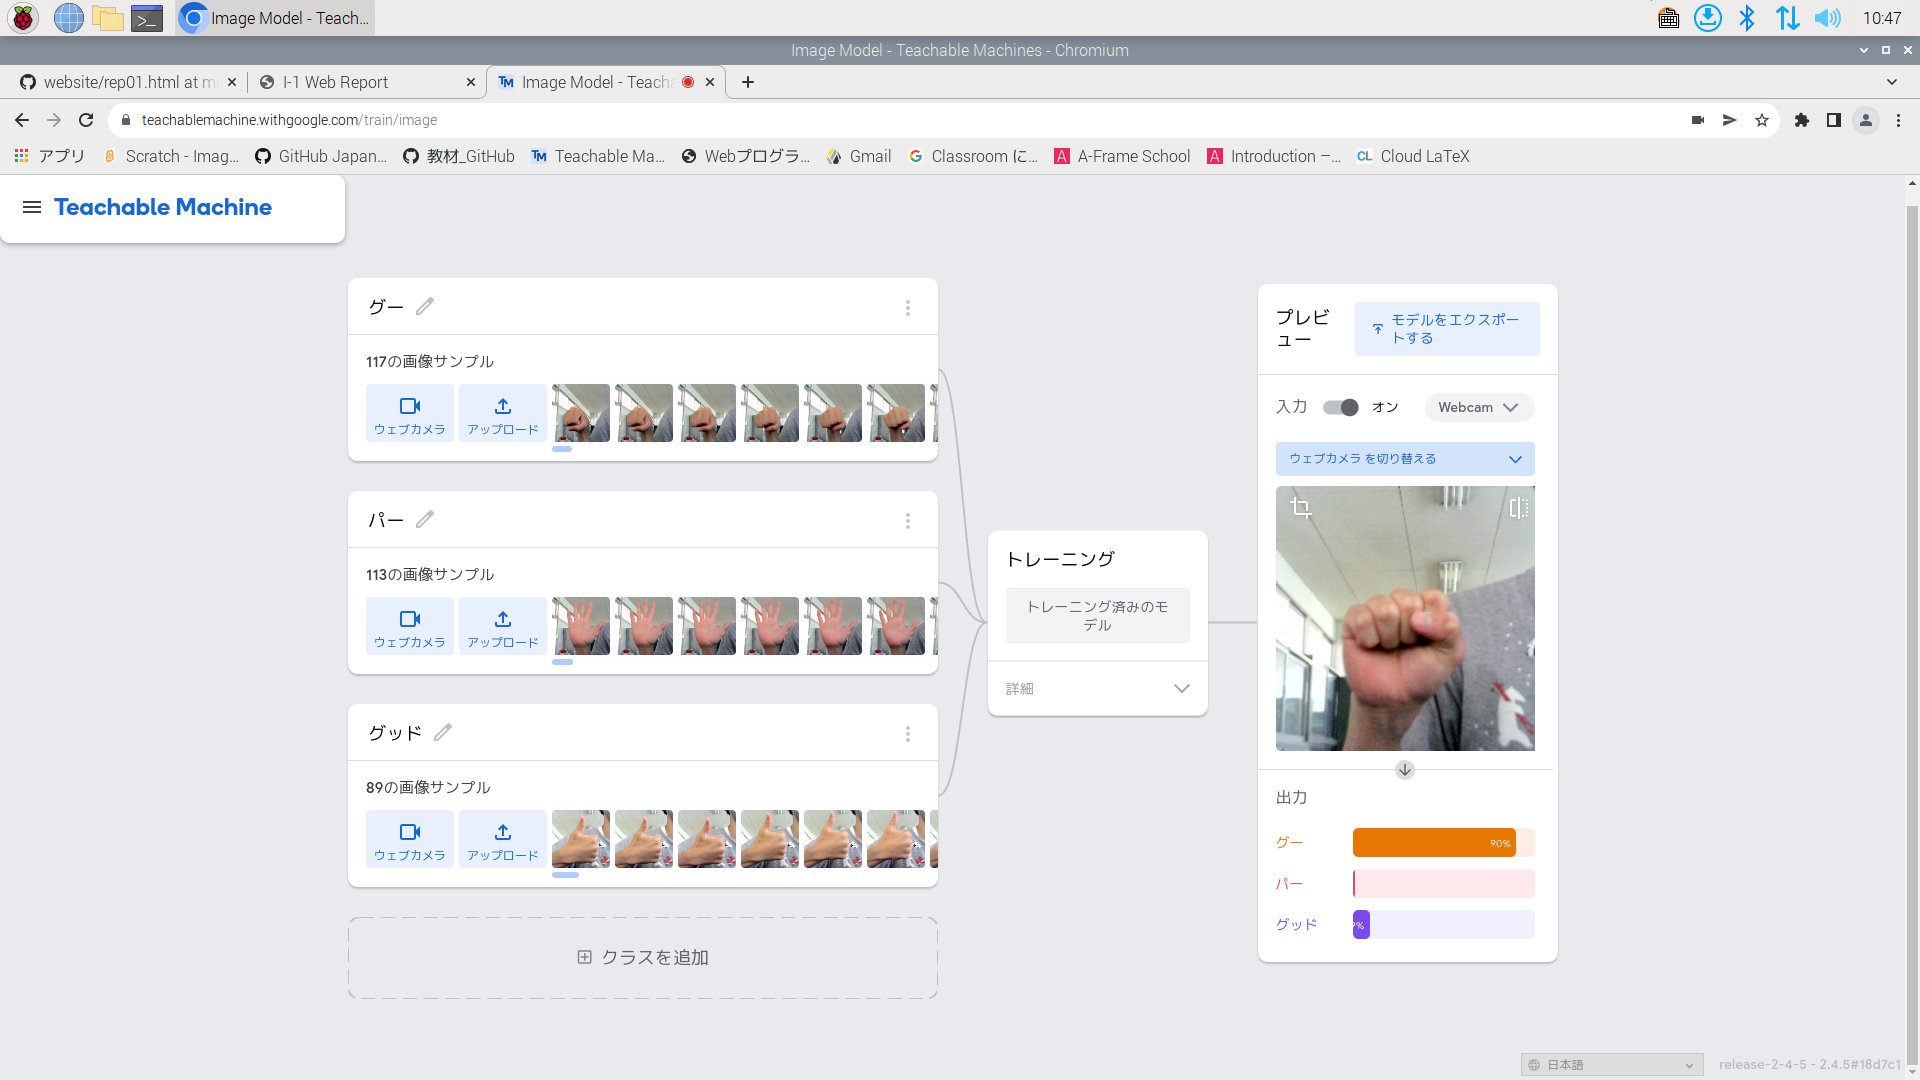 Image Model - Teach...
10:47
Image Model - Teachable Machines - Chromium
website/rep01.html at m
I-1 Web Report
Image Model - Teacha
teachablemachine.withgoogle.com/train/image
アプリ
Scratch - Imag...
GitHub Japan...
教材_GitHub
Teachable Ma...
Webプログラ...
Gmail
Classroom に...
A-Frame School
Introduction –...
Cloud LaTeX
Teachable Machine
グー
117の画像サンプル
ウェブカメラ
アップロード
パー
113の画像サンプル
ウェブカメラ
アップロード
グッド
89の画像サンプル
ウェブカメラ
アップロード
クラスを追加
トレーニング
トレーニング済みのモ
デル
詳細
プレビ
ュー
モデルをエクスポー
トする
入力
オン
Webcam
ウェブカメラ を切り替える
出力
グー
90%
パー
グッド
%
日本語
release-2-4-5 - 2.4.5#18d7c1